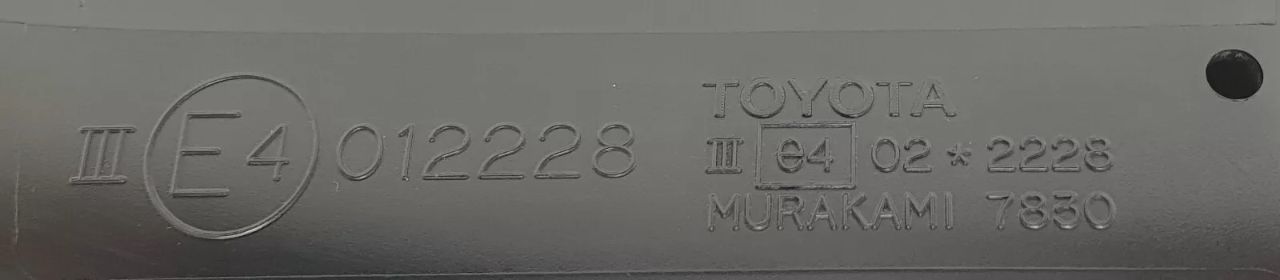 III E4 012228
TOYOTA
III e4 02*2228
MURAKAMI 7830